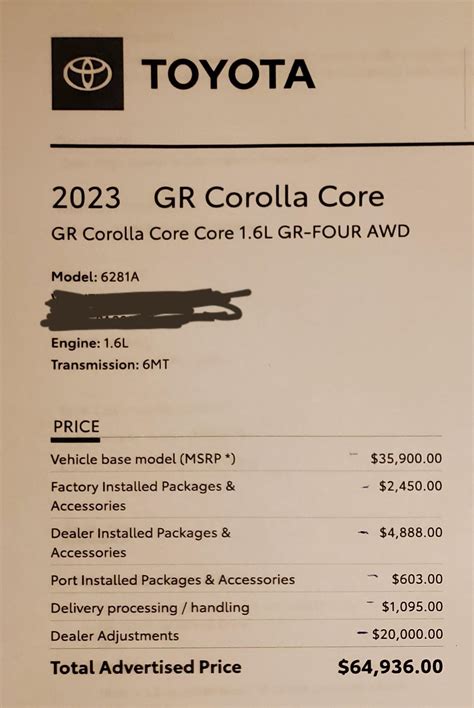 TOYOTA
2023 GR Corolla Core
GR Corolla Core Core 1.6L GR-FOUR AWD
Model: 6281A
Engine: 1.6L
Transmission: 6MT
PRICE
Vehicle base model (MSRP *) $35,900.00
Factory Installed Packages & $2,450.00
Accessories
Dealer Installed Packages & $4,888.00
Accessories
Port Installed Packages & Accessories $603.00
Delivery processing / handling $1,095.00
Dealer Adjustments $20,000.00
Total Advertised Price $64,936.00